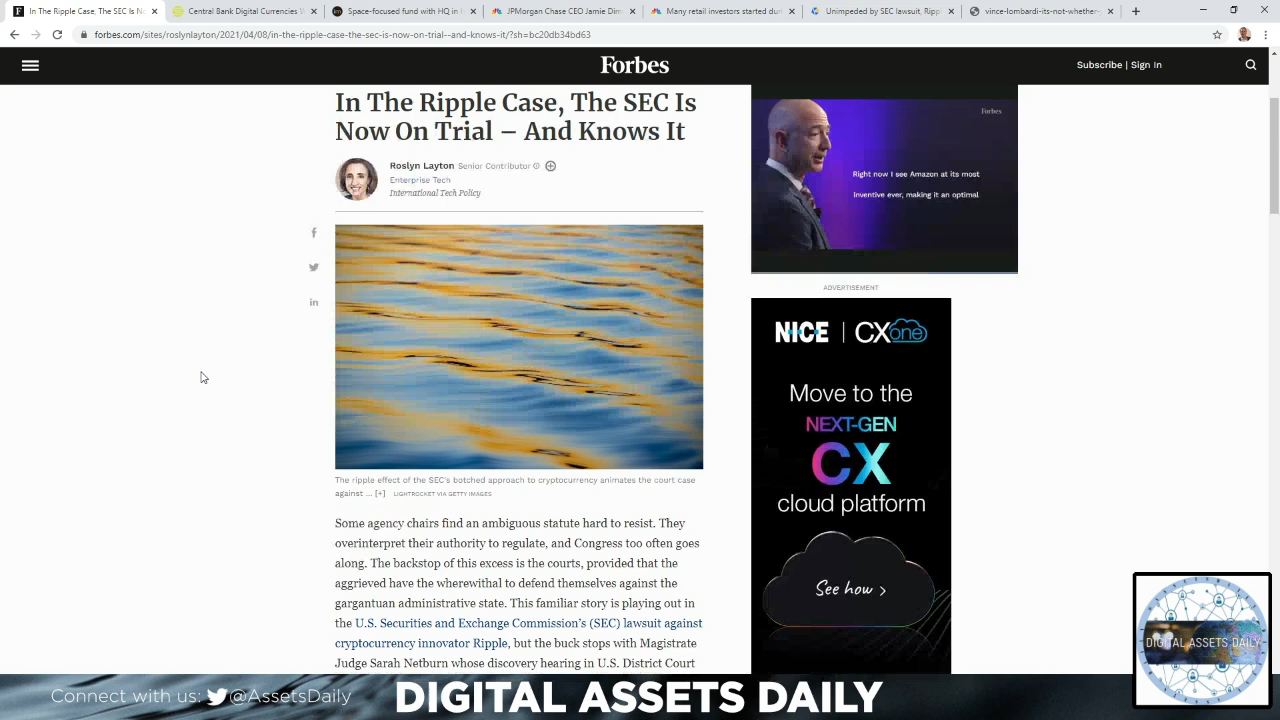 In The Ripple Case, The SEC Is N
Central Bank Digital Currencies
Space-focused fund with HQ in
JPMorgan Chase CEO Jamie Dim
Many retail investors started du
Unimpeded by SEC lawsuit, Ripp
vice-lombardi-its-not-whether-
forbes.com/sites/roslynlayton/2021/04/08/in-the-ripple-case-the-sec-is-now-on-trial--and-knows-it/?sh=bc20db34bd63
Forbes
Subscribe | Sign In
In The Ripple Case, The SEC Is
Now On Trial – And Knows It
Roslyn Layton Senior Contributor
Enterprise Tech
International Tech Policy
The ripple effect of the SEC's botched approach to cryptocurrency animates the court case
against ... [+] LIGHTROCKET VIA GETTY IMAGES
Some agency chairs find an ambiguous statute hard to resist. They
overinterpret their authority to regulate, and Congress too often goes
along. The backstop of this excess is the courts, provided that the
aggrieved have the wherewithal to defend themselves against the
gargantuan administrative state. This familiar story is playing out in
the U.S. Securities and Exchange Commission's (SEC) lawsuit against
cryptocurrency innovator Ripple, but the buck stops with Magistrate
Judge Sarah Netburn whose discovery hearing in U.S. District Court
Forbes
Right now I see Amazon at its most
inventive ever, making it an optimal
ADVERTISEMENT
NICE | CXone
Move to the
NEXT-GEN
CX
cloud platform
See how >
DIGITAL ASSETS DAILY
Connect with us: @AssetsDaily
DIGITAL ASSETS DAILY